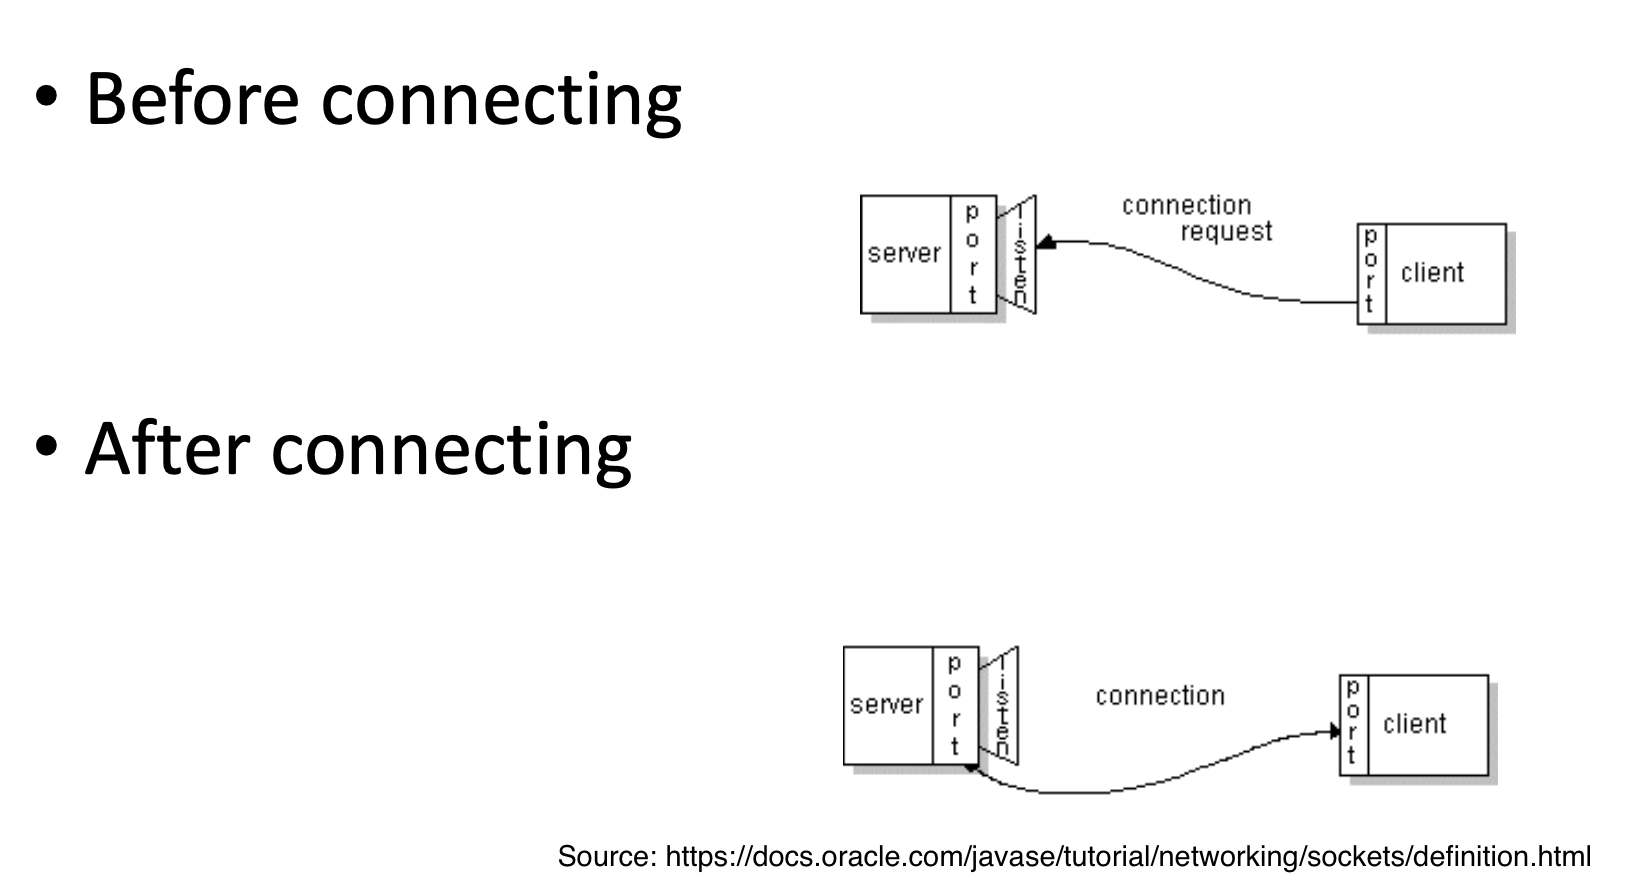 • Before connecting
server
port
listen
connection
request
port
client
• After connecting
server
port
listen
connection
port
client
Source: https://docs.oracle.com/javase/tutorial/networking/sockets/definition.html